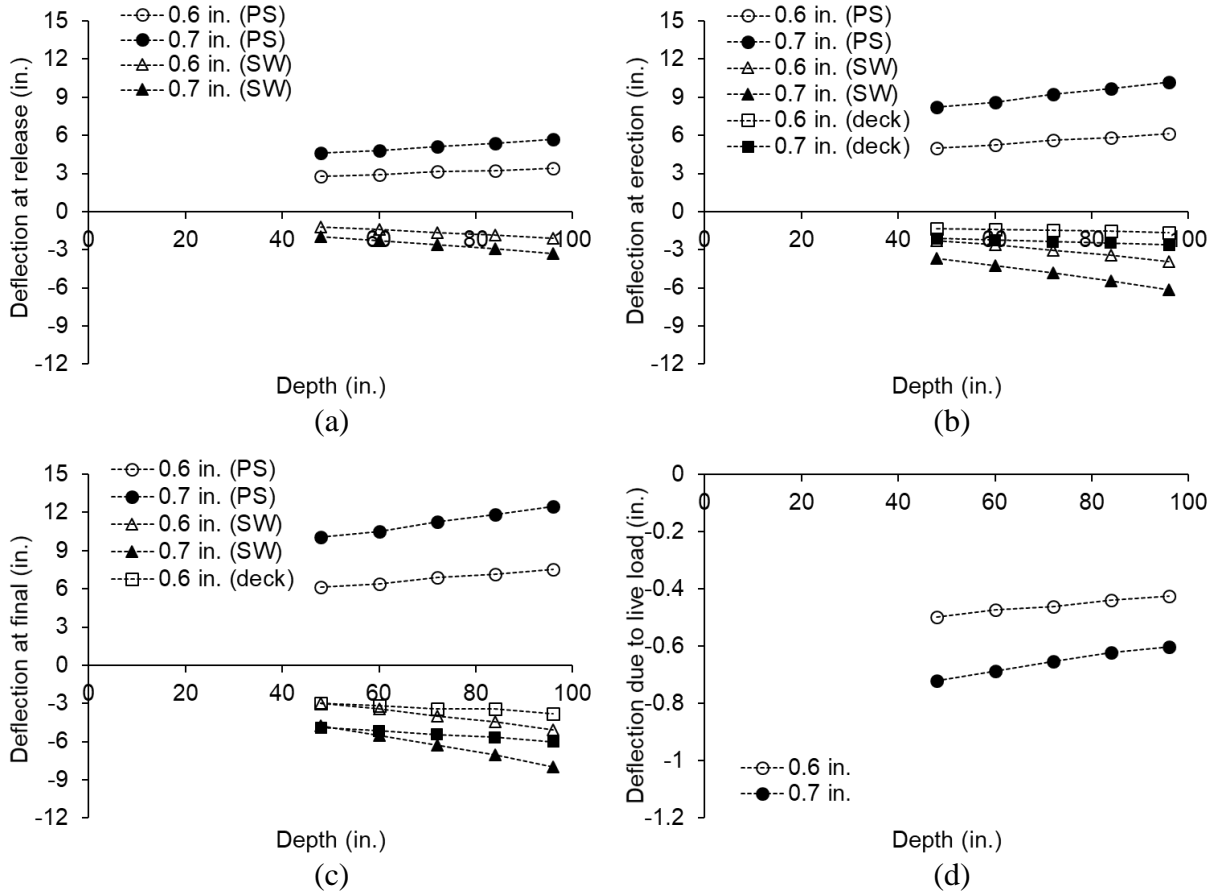 Deflection at release (in.)
15
12
9
6
3
0
-3
-6
-9
-12
0 20 40 60 80 100
0.6 in. (PS)
0.7 in. (PS)
0.6 in. (SW)
0.7 in. (SW)
Depth (in.)
(a)
Deflection at erection (in.)
15
12
9
6
3
0
-3
-6
-9
-12
0 20 40 60 80 100
0.6 in. (PS)
0.7 in. (PS)
0.6 in. (SW)
0.7 in. (SW)
0.6 in. (deck)
0.7 in. (deck)
Depth (in.)
(b)
Deflection at final (in.)
15
12
9
6
3
0
-3
-6
-9
-12
0 20 40 60 80 100
0.6 in. (PS)
0.7 in. (PS)
0.6 in. (SW)
0.7 in. (SW)
0.6 in. (deck)
Depth (in.)
(c)
Deflection due to live load (in.)
0
-0.2
-0.4
-0.6
-0.8
-1
-1.2
0 20 40 60 80 100
0.6 in.
0.7 in.
Depth (in.)
(d)